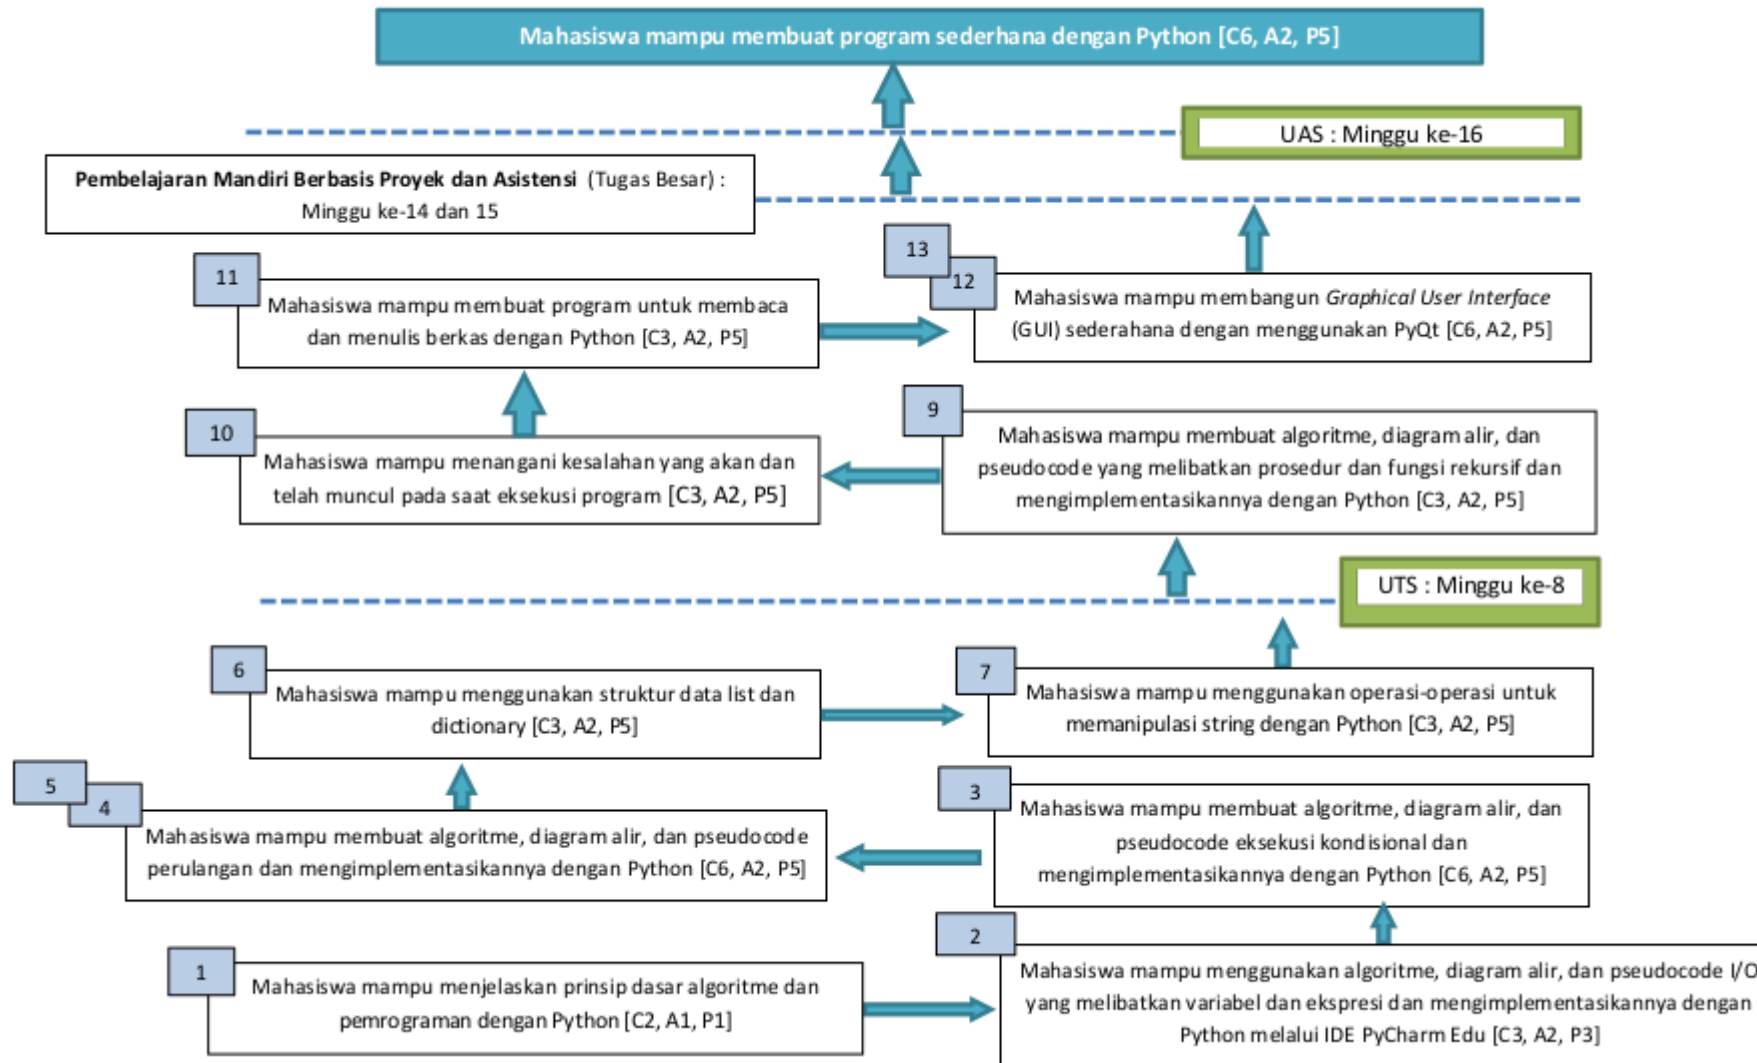 Mahasiswa mampu membuat program sederhana dengan Python [C6, A2, P5]
UAS : Minggu ke-16
Pembelajaran Mandiri Berbasis Proyek dan Asistensi (Tugas Besar) :
Minggu ke-14 dan 15
11
Mahasiswa mampu membuat program untuk membaca
dan menulis berkas dengan Python [C3, A2, P5]
13
12
Mahasiswa mampu membangun Graphical User Interface
(GUI) sederahana dengan menggunakan PyQt [C6, A2, P5]
10
Mahasiswa mampu menangani kesalahan yang akan dan
telah muncul pada saat eksekusi program [C3, A2, P5]
9
Mahasiswa mampu membuat algoritme, diagram alir, dan
pseudocode yang melibatkan prosedur dan fungsi rekursif dan
mengimplementasikannya dengan Python [C3, A2, P5]
UTS : Minggu ke-8
6
Mahasiswa mampu menggunakan struktur data list dan
dictionary [C3, A2, P5]
7
Mahasiswa mampu menggunakan operasi-operasi untuk
memanipulasi string dengan Python [C3, A2, P5]
5
4
Mahasiswa mampu membuat algoritme, diagram alir, dan pseudocode
perulangan dan mengimplementasikannya dengan Python [C6, A2, P5]
3
Mahasiswa mampu membuat algoritme, diagram alir, dan
pseudocode eksekusi kondisional dan
mengimplementasikannya dengan Python [C6, A2, P5]
1
Mahasiswa mampu menjelaskan prinsip dasar algoritme dan
pemrograman dengan Python [C2, A1, P1]
2
Mahasiswa mampu menggunakan algoritme, diagram alir, dan pseudocode I/O
yang melibatkan variabel dan ekspresi dan mengimplementasikannya dengan
Python melalui IDE PyCharm Edu [C3, A2, P3]